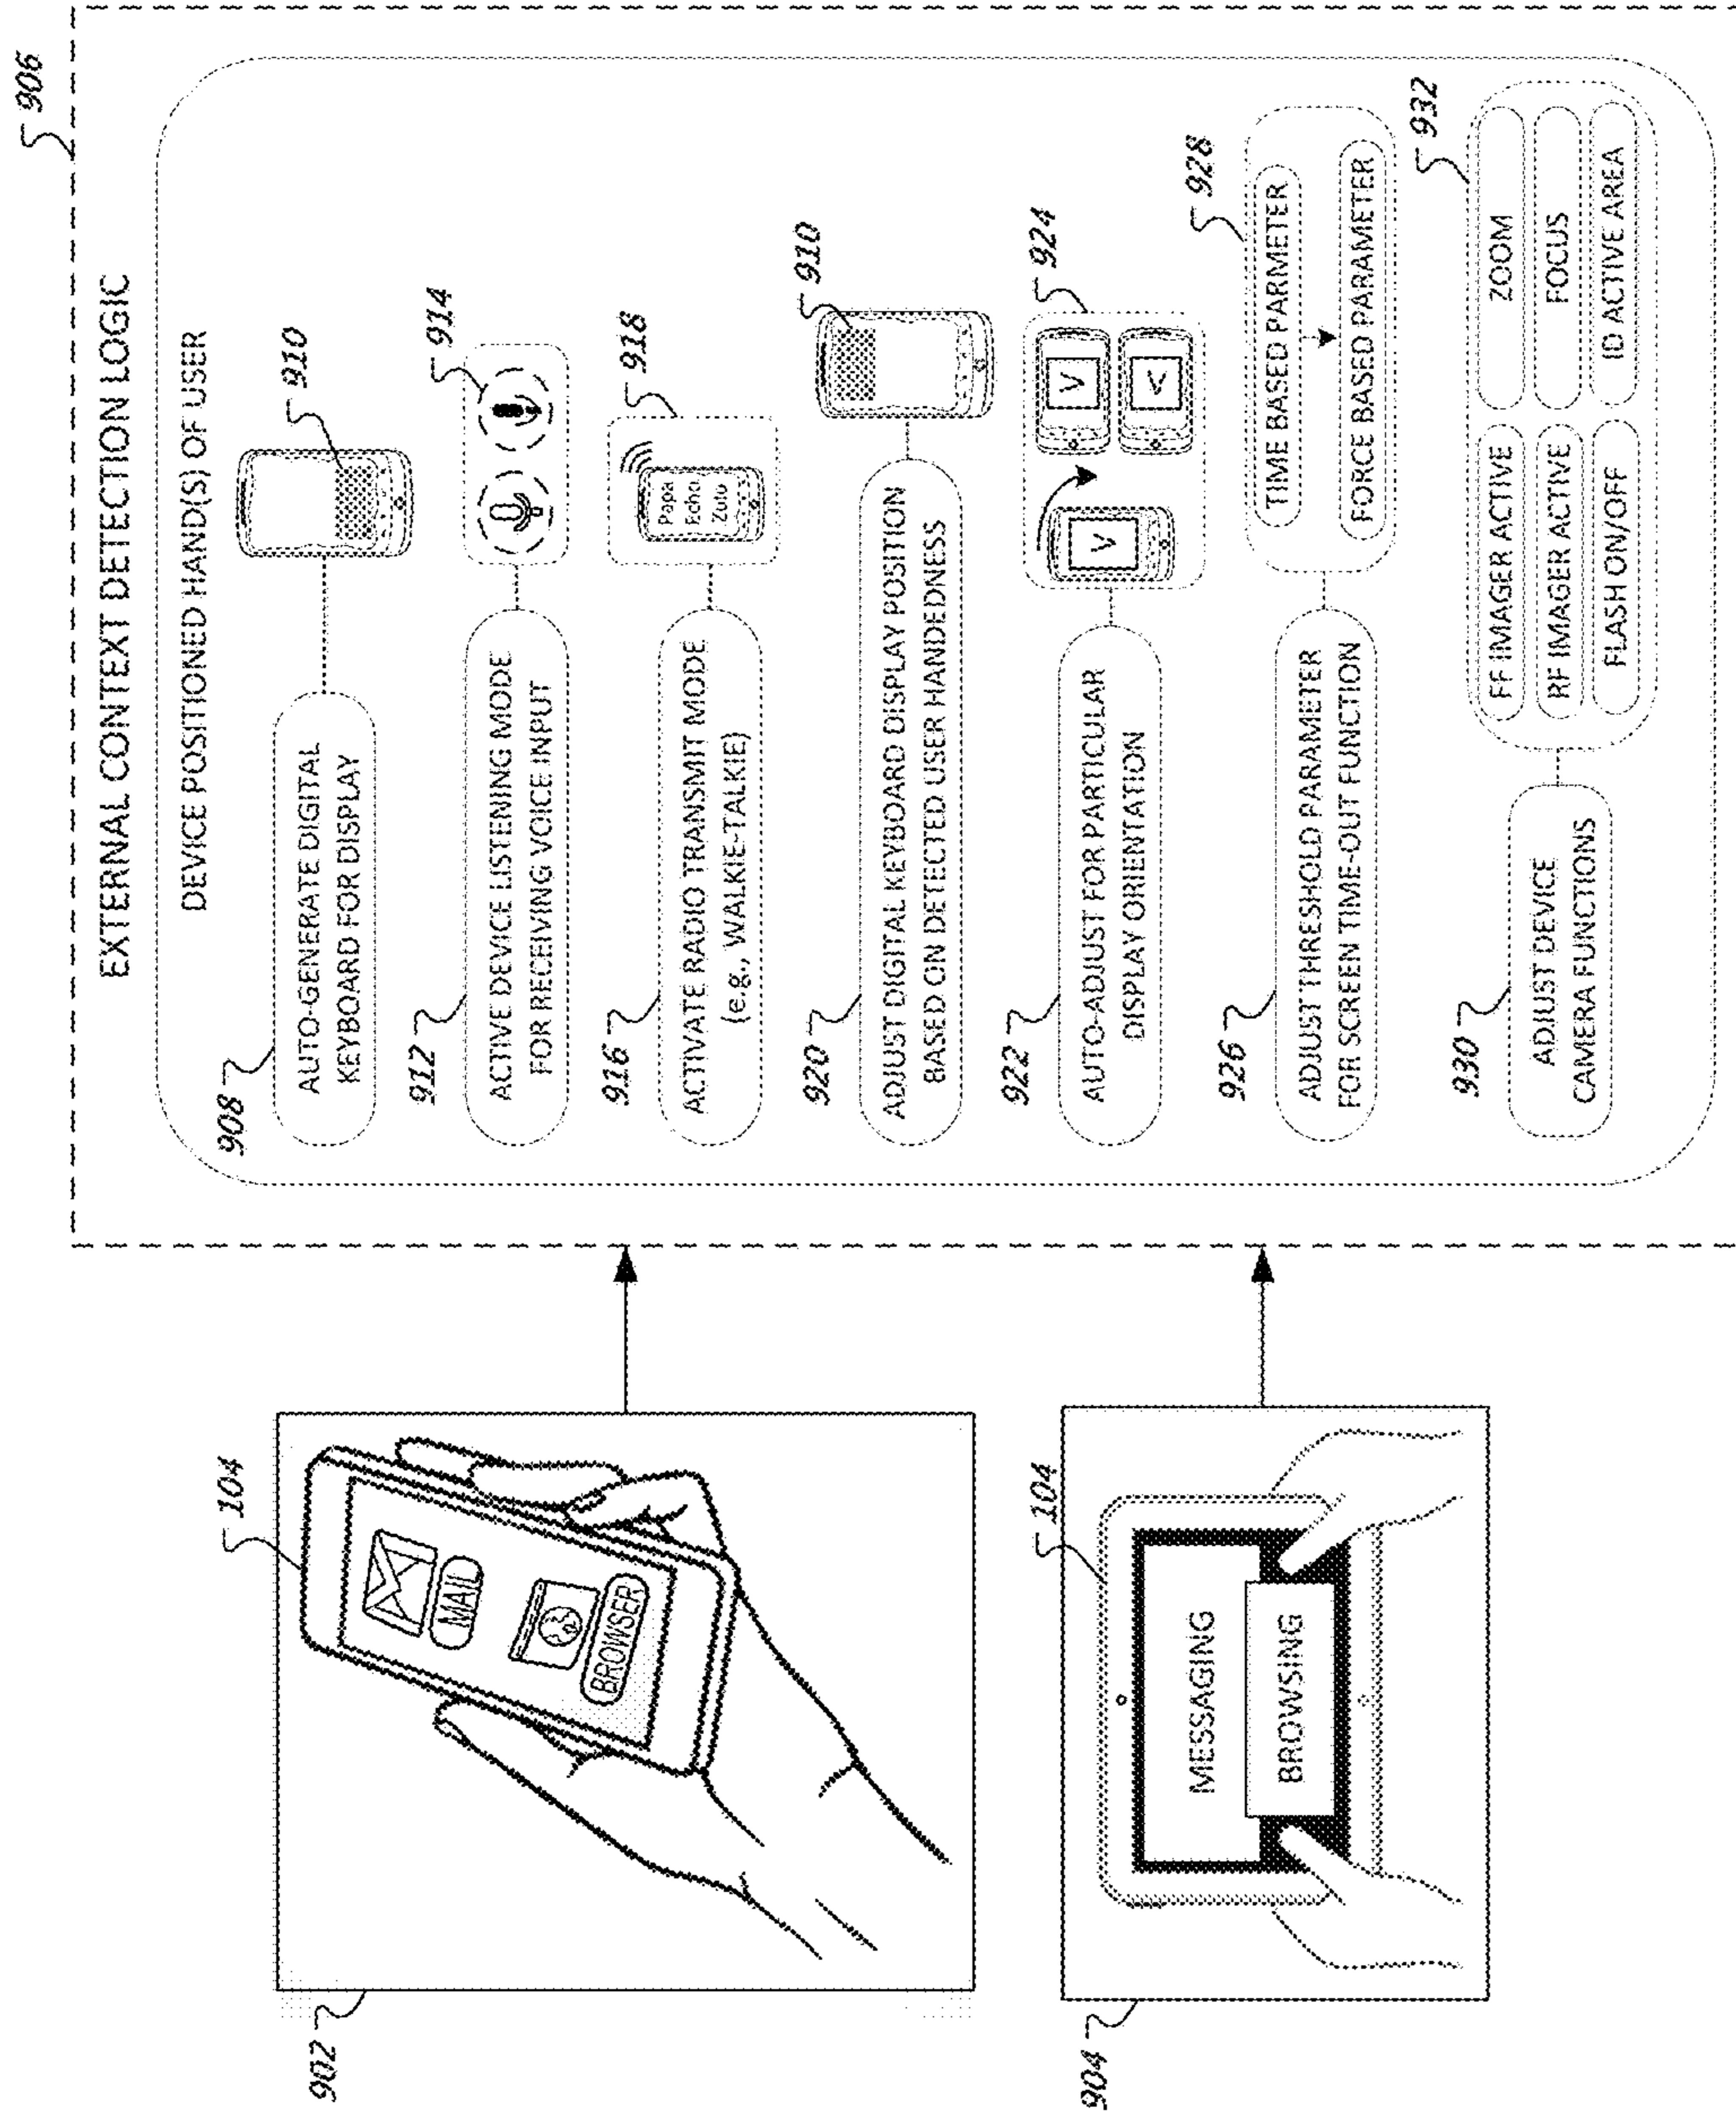 906
EXTERNAL CONTEXT DETECTION LOGIC
DEVICE POSITIONED HAND(S) OF USER
908
AUTO-GENERATE DIGITAL
KEYBOARD FOR DISPLAY
910
912
ACTIVE DEVICE LISTENING MODE
FOR RECEIVING VOICE INPUT
914
916
ACTIVATE RADIO TRANSMIT MODE
(e.g., WALKIE-TALKIE)
Papa
Echo
Zulo
918
920
ADJUST DIGITAL KEYBOARD DISPLAY POSITION
BASED ON DETECTED USER HANDEDNESS
910
922
AUTO-ADJUST FOR PARTICULAR
DISPLAY ORIENTATION
V
V
<
924
926
ADJUST THRESHOLD PARAMETER
FOR SCREEN TIME-OUT FUNCTION
TIME BASED PARAMETER
FORCE BASED PARAMETER
928
930
ADJUST DEVICE
CAMERA FUNCTIONS
FF IMAGER ACTIVE
ZOOM
RF IMAGER ACTIVE
FOCUS
FLASH ON/OFF
ID ACTIVE AREA
932
902
104
MAIL
BROWSER
904
104
MESSAGING
BROWSING